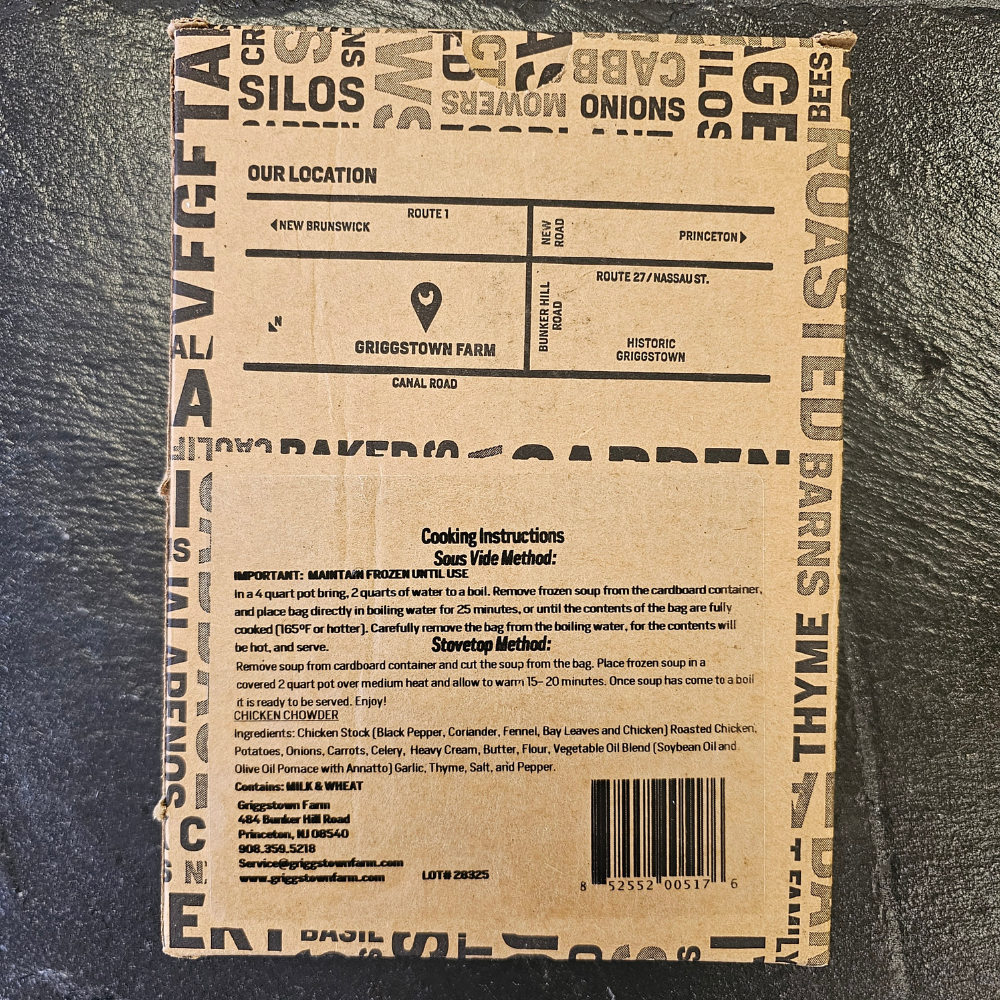 CR
SILOS
MOWERS
ONIONS
CABB
SILOS
BEES
ROASTED
OUR LOCATION
ROUTE 1
NEW BRUNSWICK
NEW
ROAD
PRINCETON
ROUTE 27/NASSAU ST.
BUNKER HILL
ROAD
N
GRIGGSTOWN FARM
HISTORIC
GRIGGSTOWN
CANAL ROAD
BAKERS
GARDEN
BARNS
THYME
Cooking Instructions
Sous Vide Method:
IMPORTANT: MAINTAIN FROZEN UNTIL USE
In a 4 quart pot bring, 2 quarts of water to a boil. Remove frozen soup from the cardboard container,
and place bag directly in boiling water for 25 minutes, or until the contents of the bag are fully
cooked (165ºF or hotter). Carefully remove the bag from the boiling water, for the contents will
be hot, and serve.
Stovetop Method:
Remove soup from cardboard container and cut the soup from the bag. Place frozen soup in a
covered 2 quart pot over medium heat and allow to warm 15– 20 minutes. Once soup has come to a boil
it is ready to be served. Enjoy!
CHICKEN CHOWDER
Ingredients: Chicken Stock (Black Pepper, Coriander, Fennel, Bay Leaves and Chicken) Roasted Chicken,
Potatoes, Onions, Carrots, Celery, Heavy Cream, Butter, Flour, Vegetable Oil Blend (Soybean Oil and
Olive Oil Pomace with Annatto) Garlic, Thyme, Salt, and Pepper.
Contains: MILK & WHEAT
Griggstown Farm
484 Bunker Hill Road
Princeton, NJ 08540
908.359.5218
Service@griggstownfarm.com
www.griggstownfarm.com
LOT# 28325
8 52552 00517 6
FAMILY
BASIL